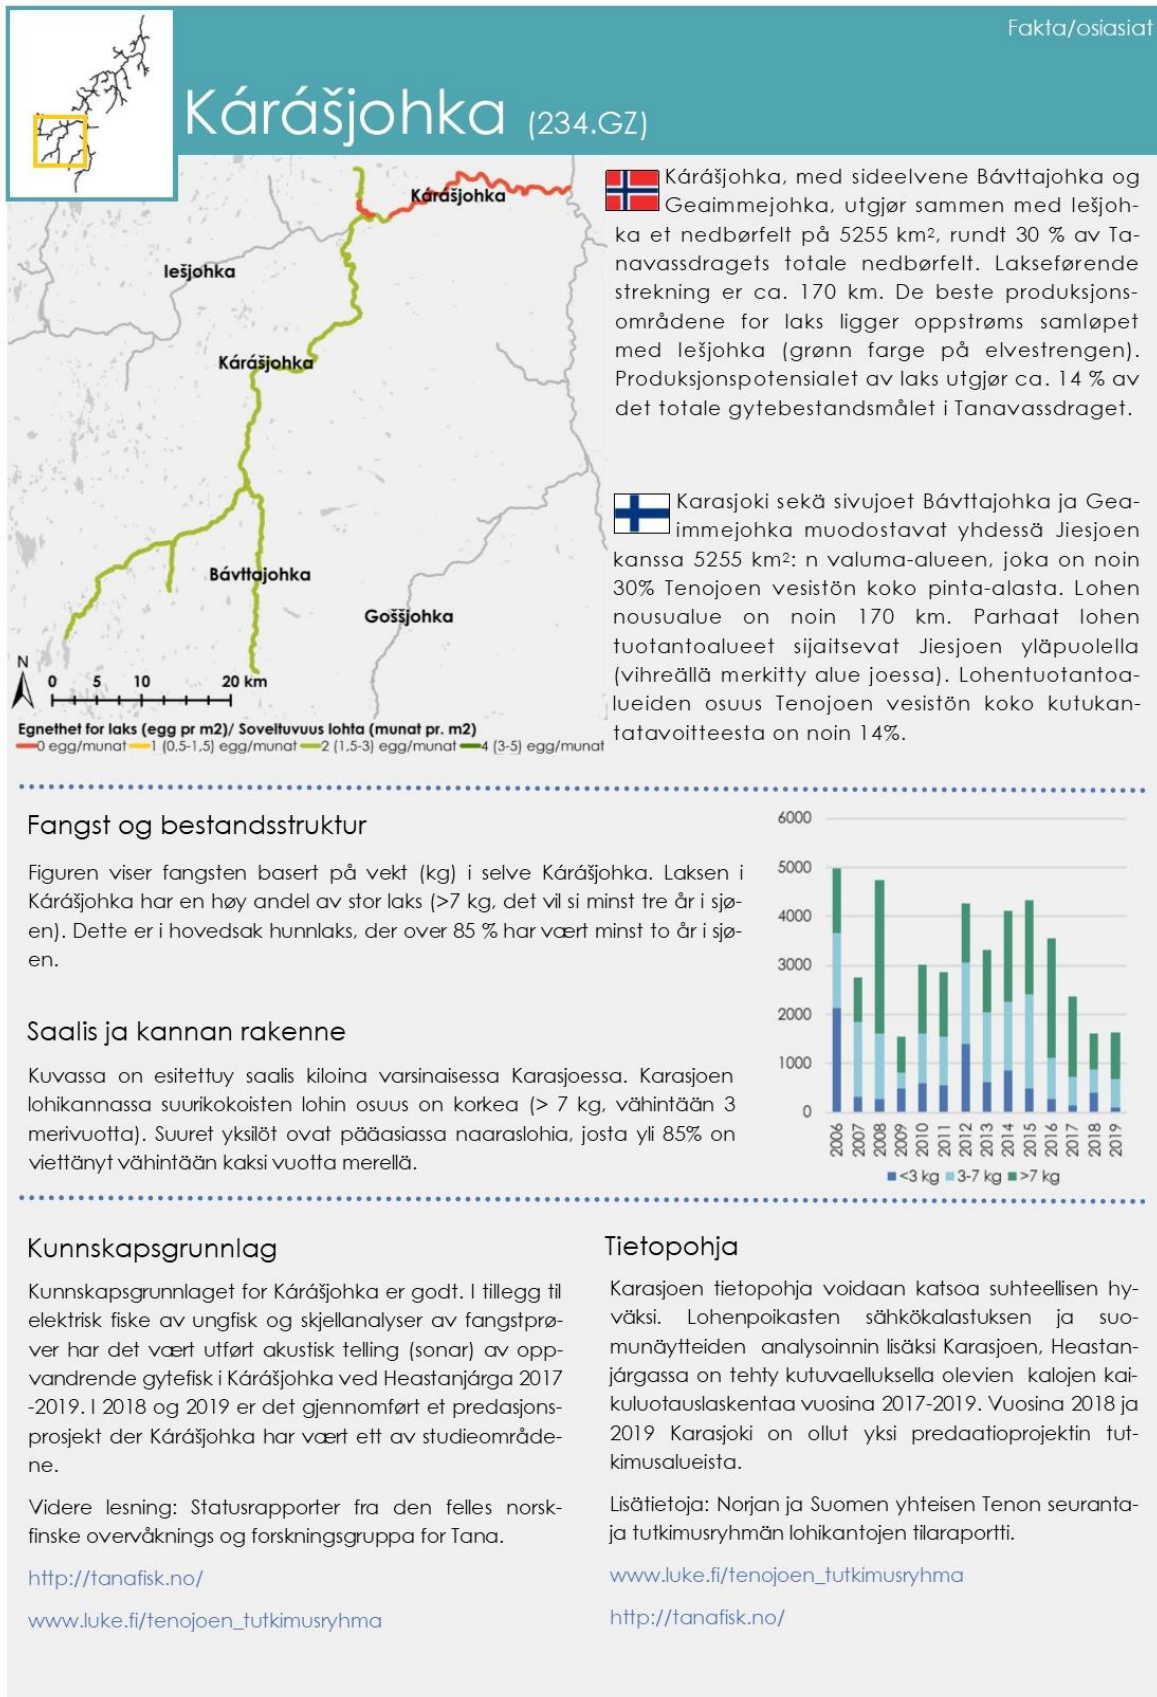 Fakta/osiasiat
Kárášjohka (234.GZ)
Kárášjohka
Iešjohka
Kárášjohka
Bávttajohka
Goššjohka
N
0 5 10 20 km
Egnethet for laks (egg pr m2)/ Soveltuvuus lohta (munat pr. m2)
0 egg/munat 1 (0,5-1,5) egg/munat 2 (1,5-3) egg/munat 4 (3-5) egg/munat
Kárášjohka, med sideelvene Bávttajohka og
Geaimmejohka, utgjør sammen med Iešjoh-
ka et nedbørfelt på 5255 km², rundt 30 % av Ta-
navassdragets totale nedbørfelt. Lakseførende
strekning er ca. 170 km. De beste produksjons-
områdene for laks ligger oppstrøms samløpet
med Iešjohka (grønn farge på elvestrengen).
Produksjonspotensialet av laks utgjør ca. 14 % av
det totale gytebestandsmålet i Tanavassdraget.
Karasjoki sekä sivujoet Bávttajohka ja Gea-
immejohka muodostavat yhdessä Jiesjoen
kanssa 5255 km²: n valuma-alueen, joka on noin
30% Tenojoen vesistön koko pinta-alasta. Lohen
nousualue on noin 170 km. Parhaat lohen
tuotantoalueet sijaitsevat Jiesjoen yläpuolella
(vihreällä merkitty alue joessa). Lohentuotantoa-
lueiden osuus Tenojoen vesistön koko kutukan-
tatavoitteesta on noin 14%.
Fangst og bestandsstruktur
Figuren viser fangsten basert på vekt (kg) i selve Kárášjohka. Laksen i
Kárášjohka har en høy andel av stor laks (>7 kg, det vil si minst tre år i sjø-
en). Dette er i hovedsak hunnlaks, der over 85 % har vært minst to år i sjø-
en.
Saalis ja kannan rakenne
Kuvassa on esitettuy saalis kiloina varsinaisessa Karasjoessa. Karasjoen
lohikannassa suurikokoisten lohin osuus on korkea (> 7 kg, vähintään 3
merivuotta). Suuret yksilöt ovat pääasiassa naaraslohia, josta yli 85% on
viettänyt vähintään kaksi vuotta merellä.
6000
5000
4000
3000
2000
1000
0
2006 2007 2008 2009 2010 2011 2012 2013 2014 2015 2016 2017 2018 2019
<3 kg 3-7 kg >7 kg
Kunnskapsgrunnlag
Kunnskapsgrunnlaget for Kárášjohka er godt. I tillegg til
elektrisk fiske av ungfisk og skjellanalyser av fangstprø-
ver har det vært utført akustisk telling (sonar) av opp-
vandrende gytefisk i Kárášjohka ved Heastanjárga 2017
-2019. I 2018 og 2019 er det gjennomført et predasjons-
prosjekt der Kárášjohka har vært ett av studieområde-
ne.
Videre lesning: Statusrapporter fra den felles norsk-
finske overvåknings og forskningsgruppa for Tana.
http://tanafisk.no/
www.luke.fi/tenojoen_tutkimusryhma
Tietopohja
Karasjoen tietopohja voidaan katsoa suhteellisen hy-
väksi. Lohenpoikasten sähkökalastuksen ja suo-
munäytteiden analysoinnin lisäksi Karasjoen, Heastan-
járgassa on tehty kutuvaelluksella olevien kalojen kai-
kuluotauslaskentaa vuosina 2017-2019. Vuosina 2018 ja
2019 Karasjoki on ollut yksi predaatioprojektin tut-
kimusalueista.
Lisätietoja: Norjan ja Suomen yhteisen Tenon seuranta-
ja tutkimusryhmän lohikantojen tilaraportti.
www.luke.fi/tenojoen_tutkimusryhma
http://tanafisk.no/